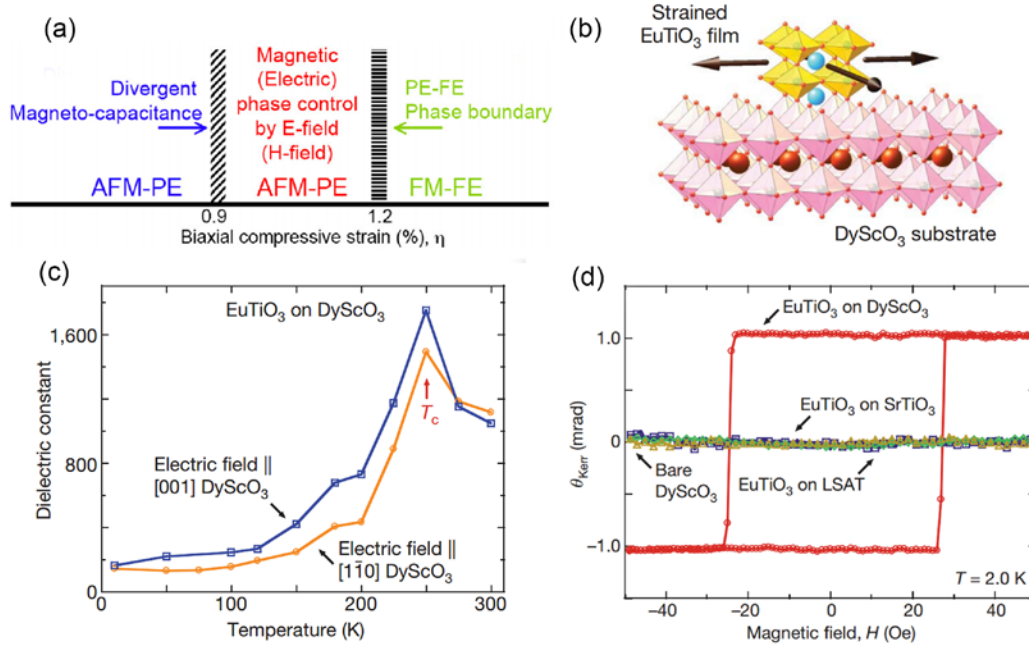 (a)
Divergent
Magneto-capacitance
Magnetic
(Electric)
phase control
by E-field
(H-field)
PE-FE
Phase boundary
AFM-PE
AFM-PE
FM-FE
0.9
1.2
Biaxial compressive strain (%), η
(b)
Strained
EuTiO₃ film
DyScO₃ substrate
(c)
EuTiO₃ on DyScO₃
Dielectric constant
1,600
800
0
Tc
Electric field ||
[001] DyScO₃
Electric field ||
[11̄0] DyScO₃
0
100
200
300
Temperature (K)
(d)
EuTiO₃ on DyScO₃
θKerr (mrad)
1.0
0
−1.0
EuTiO₃ on SrTiO₃
Bare
DyScO₃
EuTiO₃ on LSAT
T = 2.0 K
−40
−20
0
20
40
Magnetic field, H (Oe)